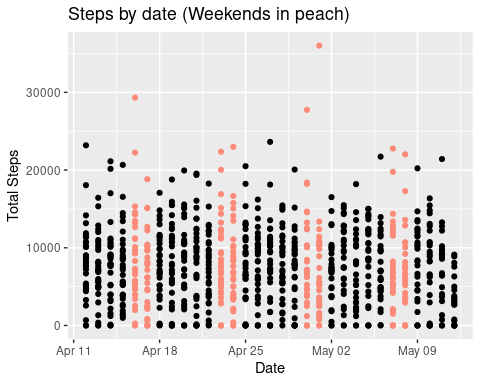 Steps by date (Weekends in peach)
30000
20000
10000
0
Total Steps
Apr 11 Apr 18 Apr 25 May 02 May 09
Date